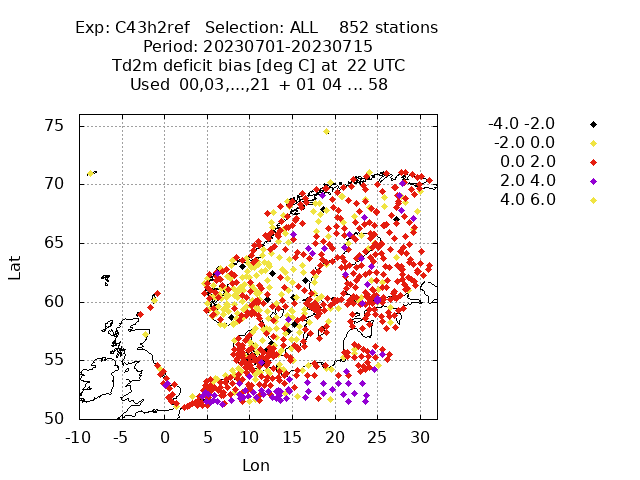 Exp: C43h2ref   Selection: ALL    852 stations
Period: 20230701-20230715
Td2m deficit bias [deg C] at  22 UTC
Used  00,03,...,21  + 01 04 ... 58
-4.0 -2.0
-2.0 0.0
0.0 2.0
2.0 4.0
4.0 6.0
75
70
65
60
55
50
Lat
-10 -5 0 5 10 15 20 25 30
Lon